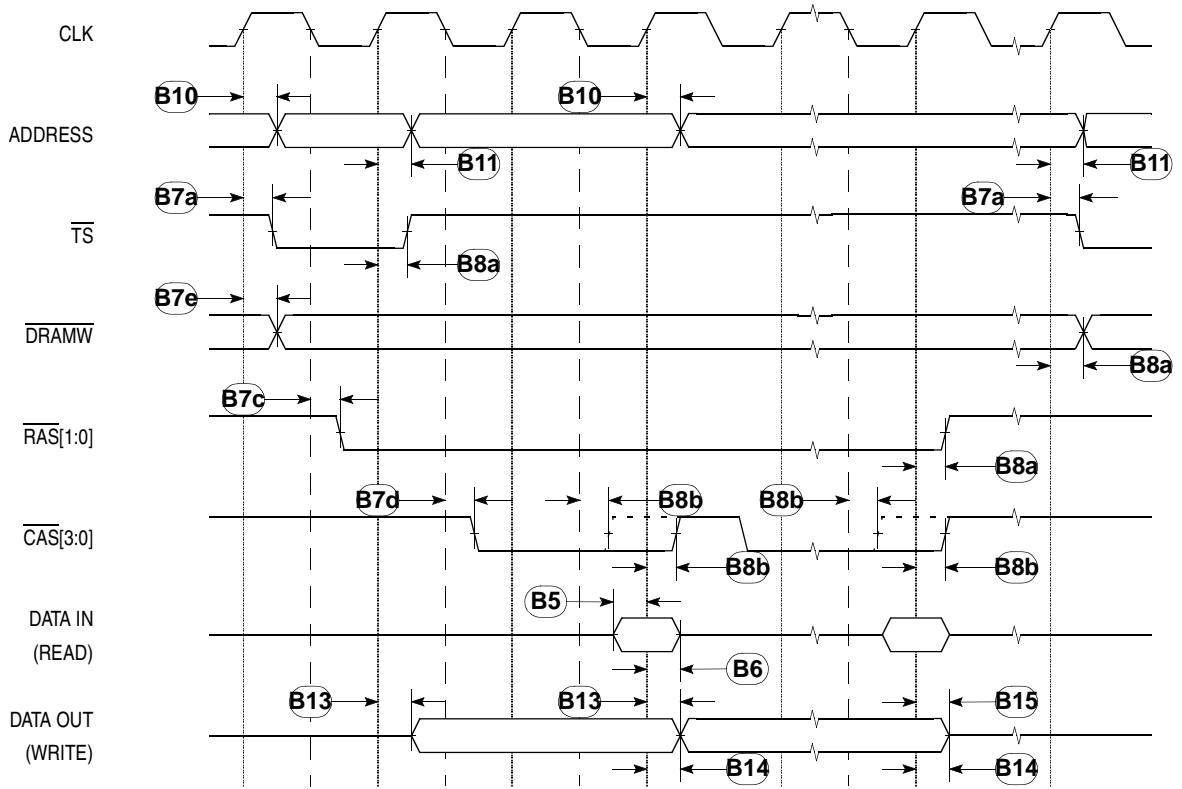 CLK
B10 B10
ADDRESS
B11 B11
B7a B7a
TS
B8a
B7e
DRAMW
B8a
B7c
RAS[1:0]
B8a
B7d B8b B8b
CAS[3:0]
B8b B8b
B5
DATA IN
(READ)
B6
B13 B13 B15
DATA OUT
(WRITE)
B14 B14